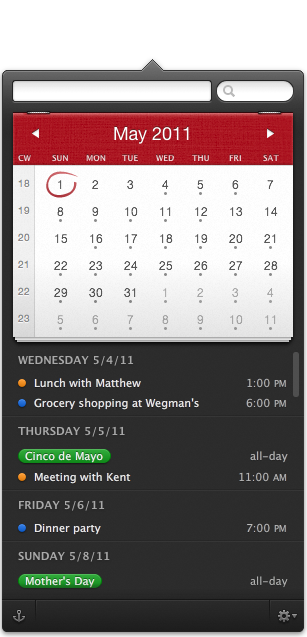 May 2011
CW SUN MON TUE WED THU FRI SAT
18 1 2 3 4 5 6 7
19 8 9 10 11 12 13 14
20 15 16 17 18 19 20 21
21 22 23 24 25 26 27 28
22 29 30 31 1 2 3 4
23 5 6 7 8 9 10 11
WEDNESDAY 5/4/11
Lunch with Matthew 1:00 PM
Grocery shopping at Wegman's 6:00 PM
THURSDAY 5/5/11
Cinco de Mayo all-day
Meeting with Kent 11:00 AM
FRIDAY 5/6/11
Dinner party 7:00 PM
SUNDAY 5/8/11
Mother's Day all-day